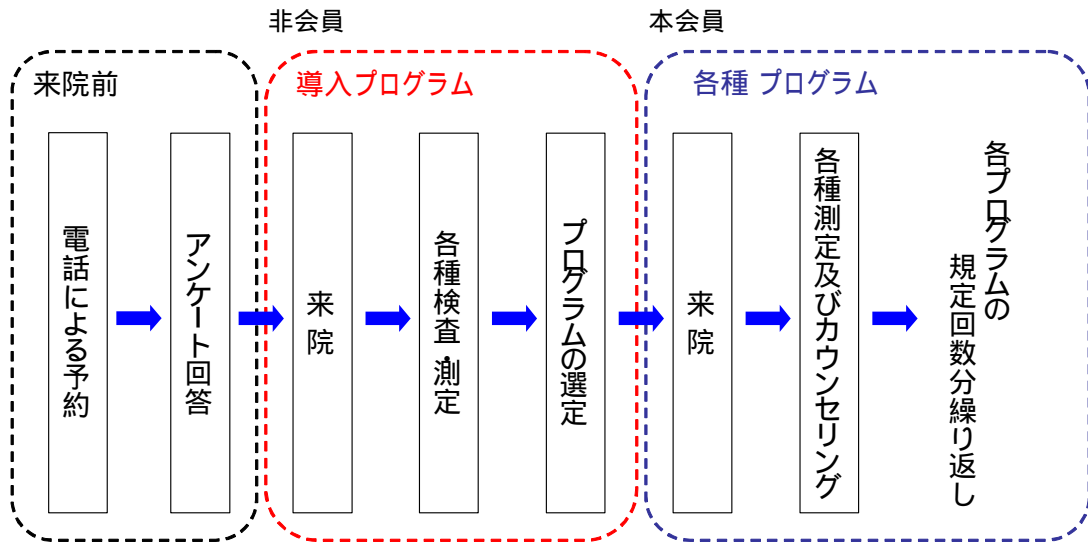 非会員
本会員
来院前
導入プログラム
各種 プログラム
電話による予約
アンケート回答
来院
各種検査・測定
プログラムの選定
来院
各種測定及びカウンセリング
各プログラムの
規定回数分繰り返し